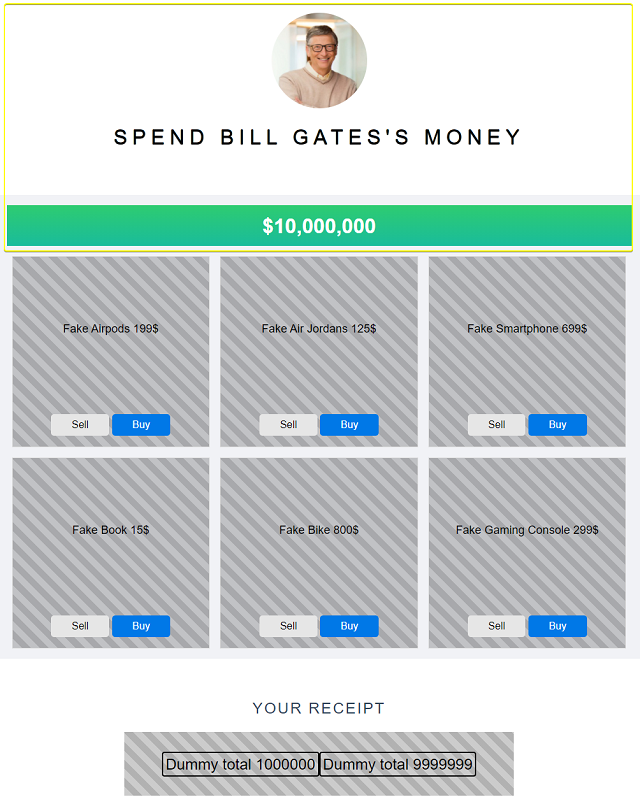 SPEND BILL GATES'S MONEY
$10,000,000
Fake Airpods 199$
Fake Air Jordans 125$
Fake Smartphone 699$
Sell Buy
Sell Buy
Sell Buy
Fake Book 15$
Fake Bike 800$
Fake Gaming Console 299$
Sell Buy
Sell Buy
Sell Buy
YOUR RECEIPT
Dummy total 1000000 Dummy total 9999999